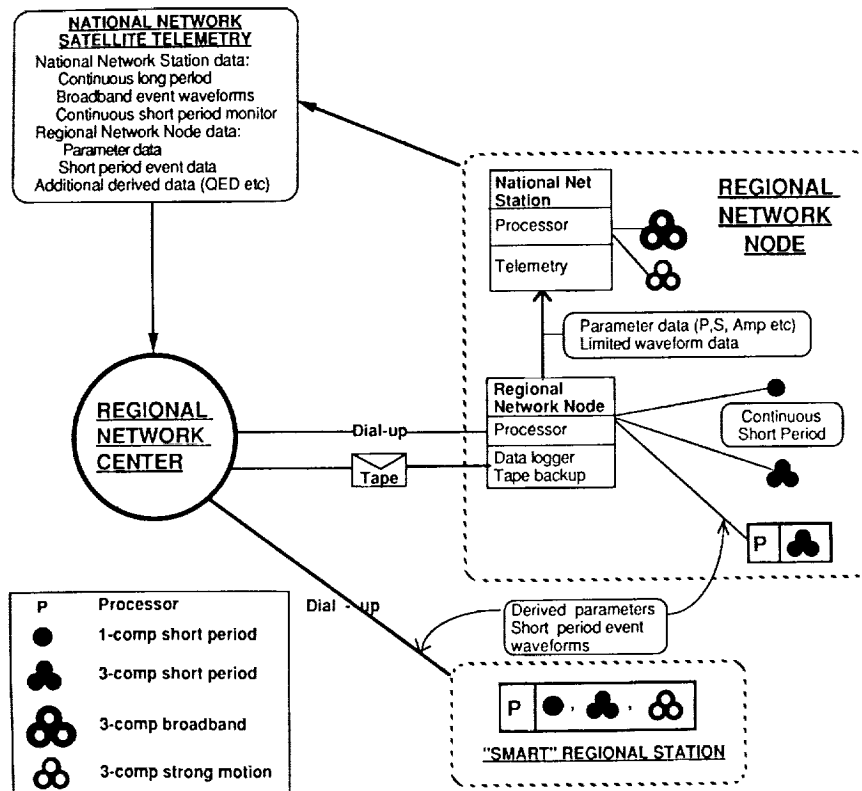 NATIONAL NETWORK
SATELLITE TELEMETRY
National Network Station data:
Continuous long period
Broadband event waveforms
Continuous short period monitor
Regional Network Node data:
Parameter data
Short period event data
Additional derived data (QED etc)
REGIONAL
NETWORK
NODE
National Net
Station
Processor
Telemetry
Parameter data (P,S, Amp etc)
Limited waveform data
Regional
Network Node
Processor
Data logger
Tape backup
Continuous
Short Period
P
REGIONAL
NETWORK
CENTER
Dial-up
Tape
Dial - up
Derived parameters
Short period event
waveforms
P , ,
"SMART" REGIONAL STATION
P Processor
1-comp short period
3-comp short period
3-comp broadband
3-comp strong motion